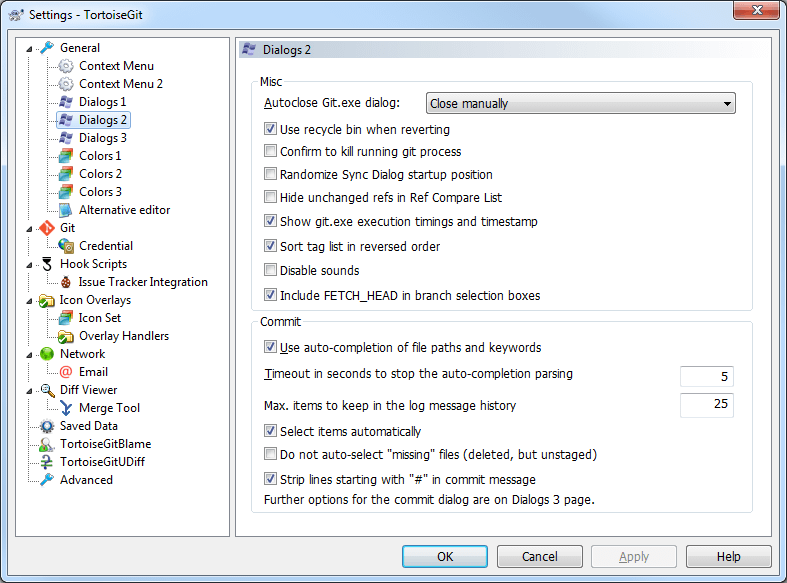 Settings - TortoiseGit
General
Context Menu
Context Menu 2
Dialogs 1
Dialogs 2
Dialogs 3
Colors 1
Colors 2
Colors 3
Alternative editor
Git
Credential
Hook Scripts
Issue Tracker Integration
Icon Overlays
Icon Set
Overlay Handlers
Network
Email
Diff Viewer
Merge Tool
Saved Data
TortoiseGitBlame
TortoiseGitUDiff
Advanced
Dialogs 2
Misc
Autoclose Git.exe dialog: Close manually
Use recycle bin when reverting
Confirm to kill running git process
Randomize Sync Dialog startup position
Hide unchanged refs in Ref Compare List
Show git.exe execution timings and timestamp
Sort tag list in reversed order
Disable sounds
Include FETCH_HEAD in branch selection boxes
Commit
Use auto-completion of file paths and keywords
Timeout in seconds to stop the auto-completion parsing 5
Max. items to keep in the log message history 25
Select items automatically
Do not auto-select "missing" files (deleted, but unstaged)
Strip lines starting with "#" in commit message
Further options for the commit dialog are on Dialogs 3 page.
OK Cancel Apply Help